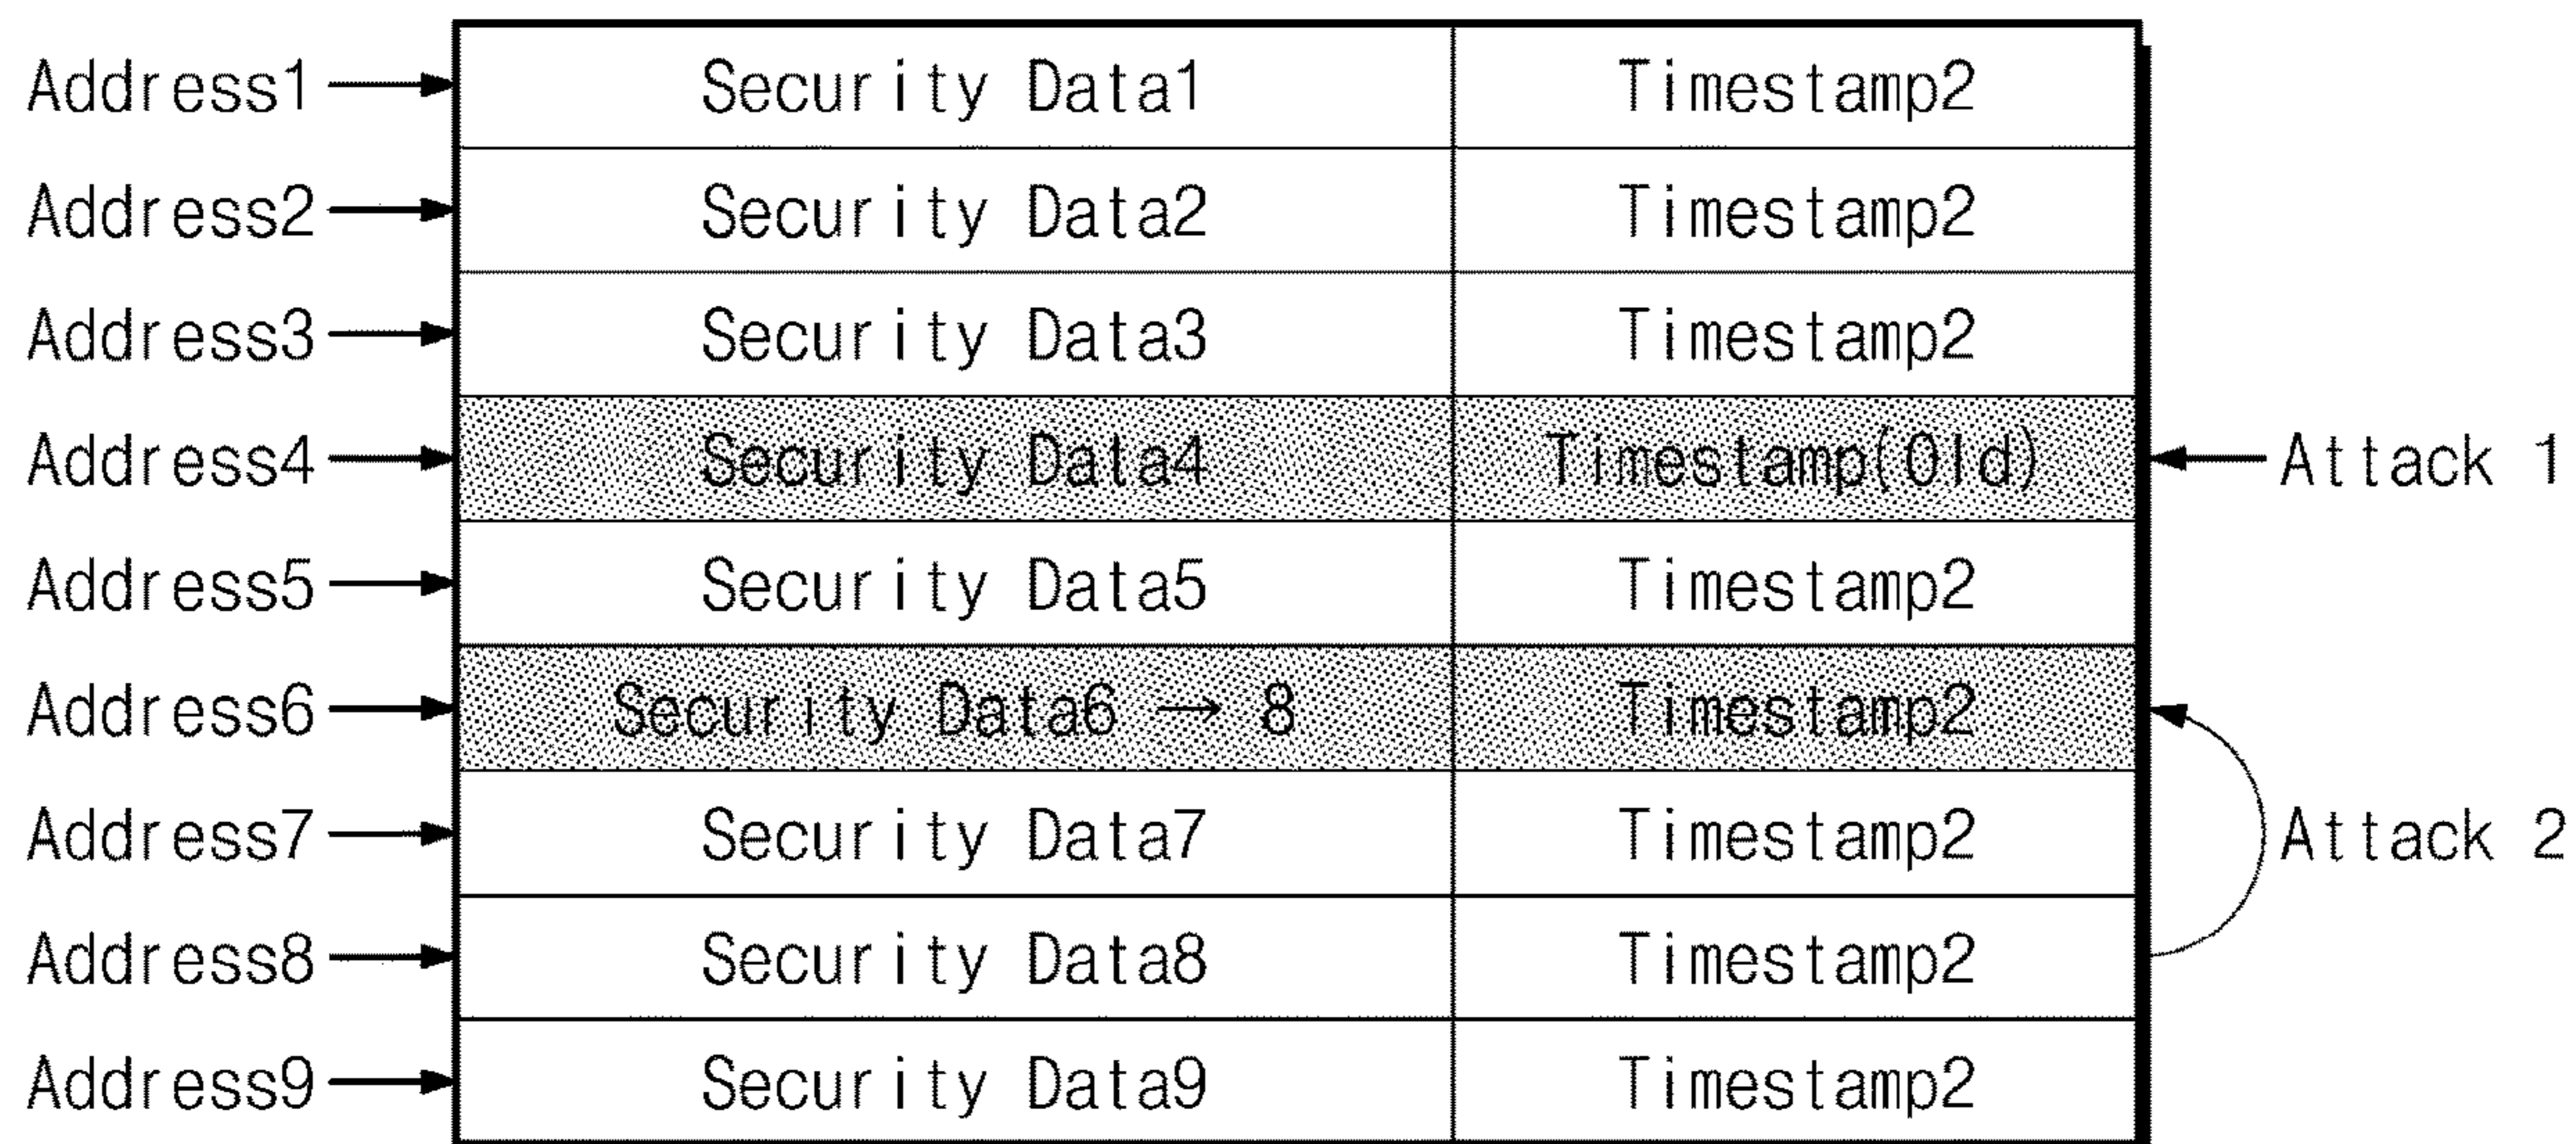 Address1 Security Data1 Timestamp2
Address2 Security Data2 Timestamp2
Address3 Security Data3 Timestamp2
Address4 Security Data4 Timestamp(Old) Attack 1
Address5 Security Data5 Timestamp2
Address6 Security Data6 → 8 Timestamp2
Address7 Security Data7 Timestamp2 Attack 2
Address8 Security Data8 Timestamp2
Address9 Security Data9 Timestamp2